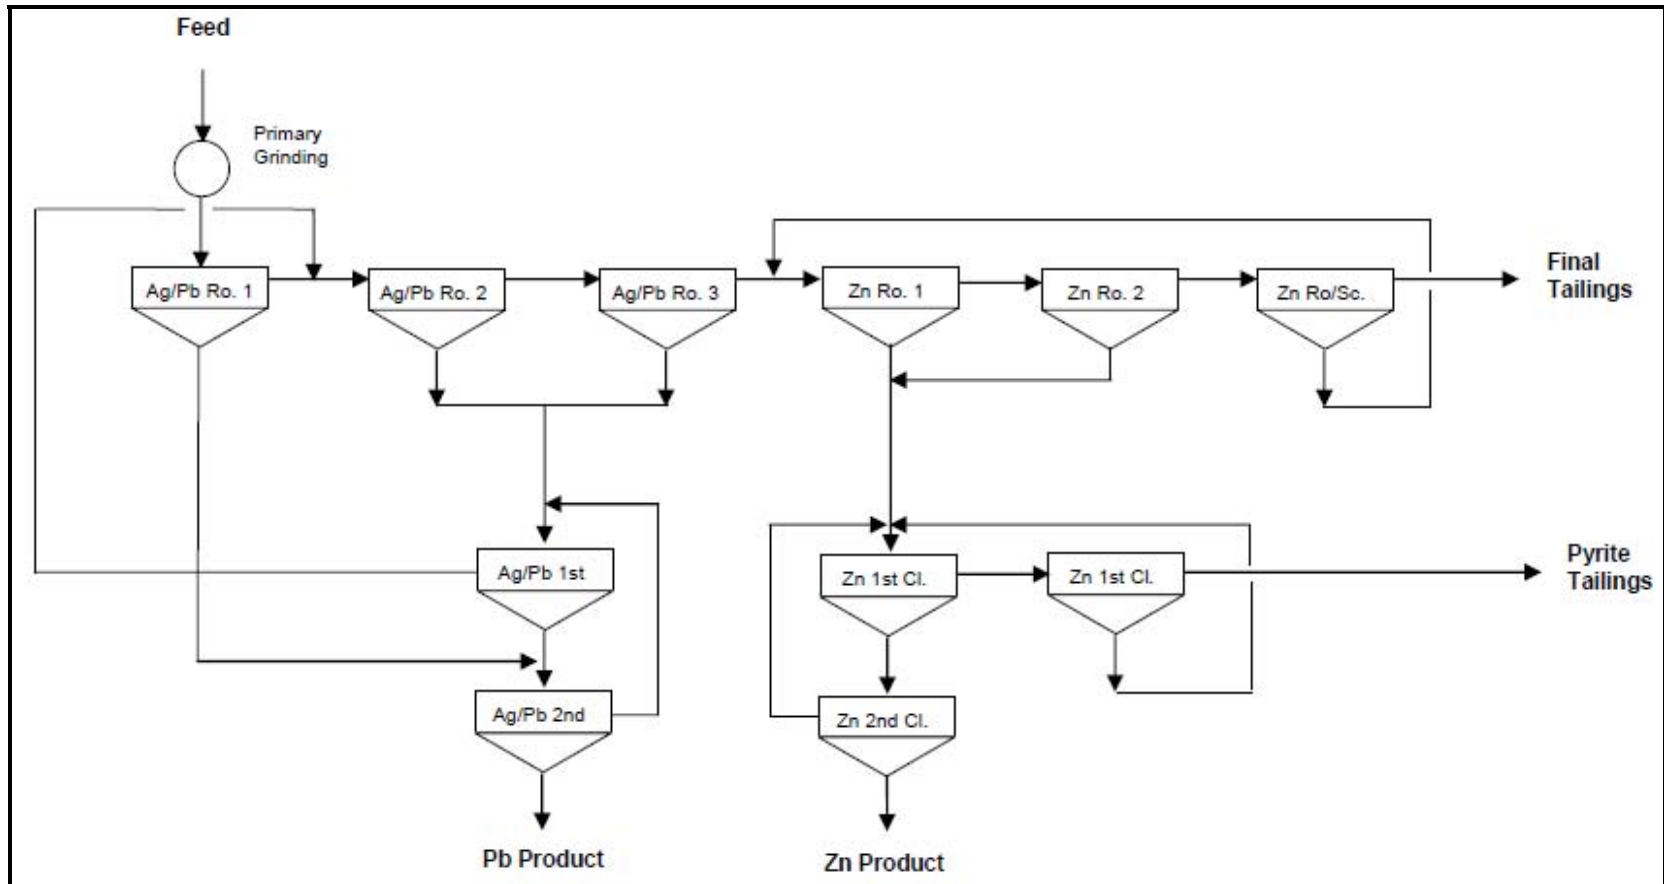 Feed
Primary
Grinding
Ag/Pb Ro. 1
Ag/Pb Ro. 2
Ag/Pb Ro. 3
Zn Ro. 1
Zn Ro. 2
Zn Ro/Sc.
Final
Tailings
Ag/Pb 1st
Zn 1st Cl.
Zn 1st Cl.
Pyrite
Tailings
Ag/Pb 2nd
Zn 2nd Cl.
Pb Product
Zn Product